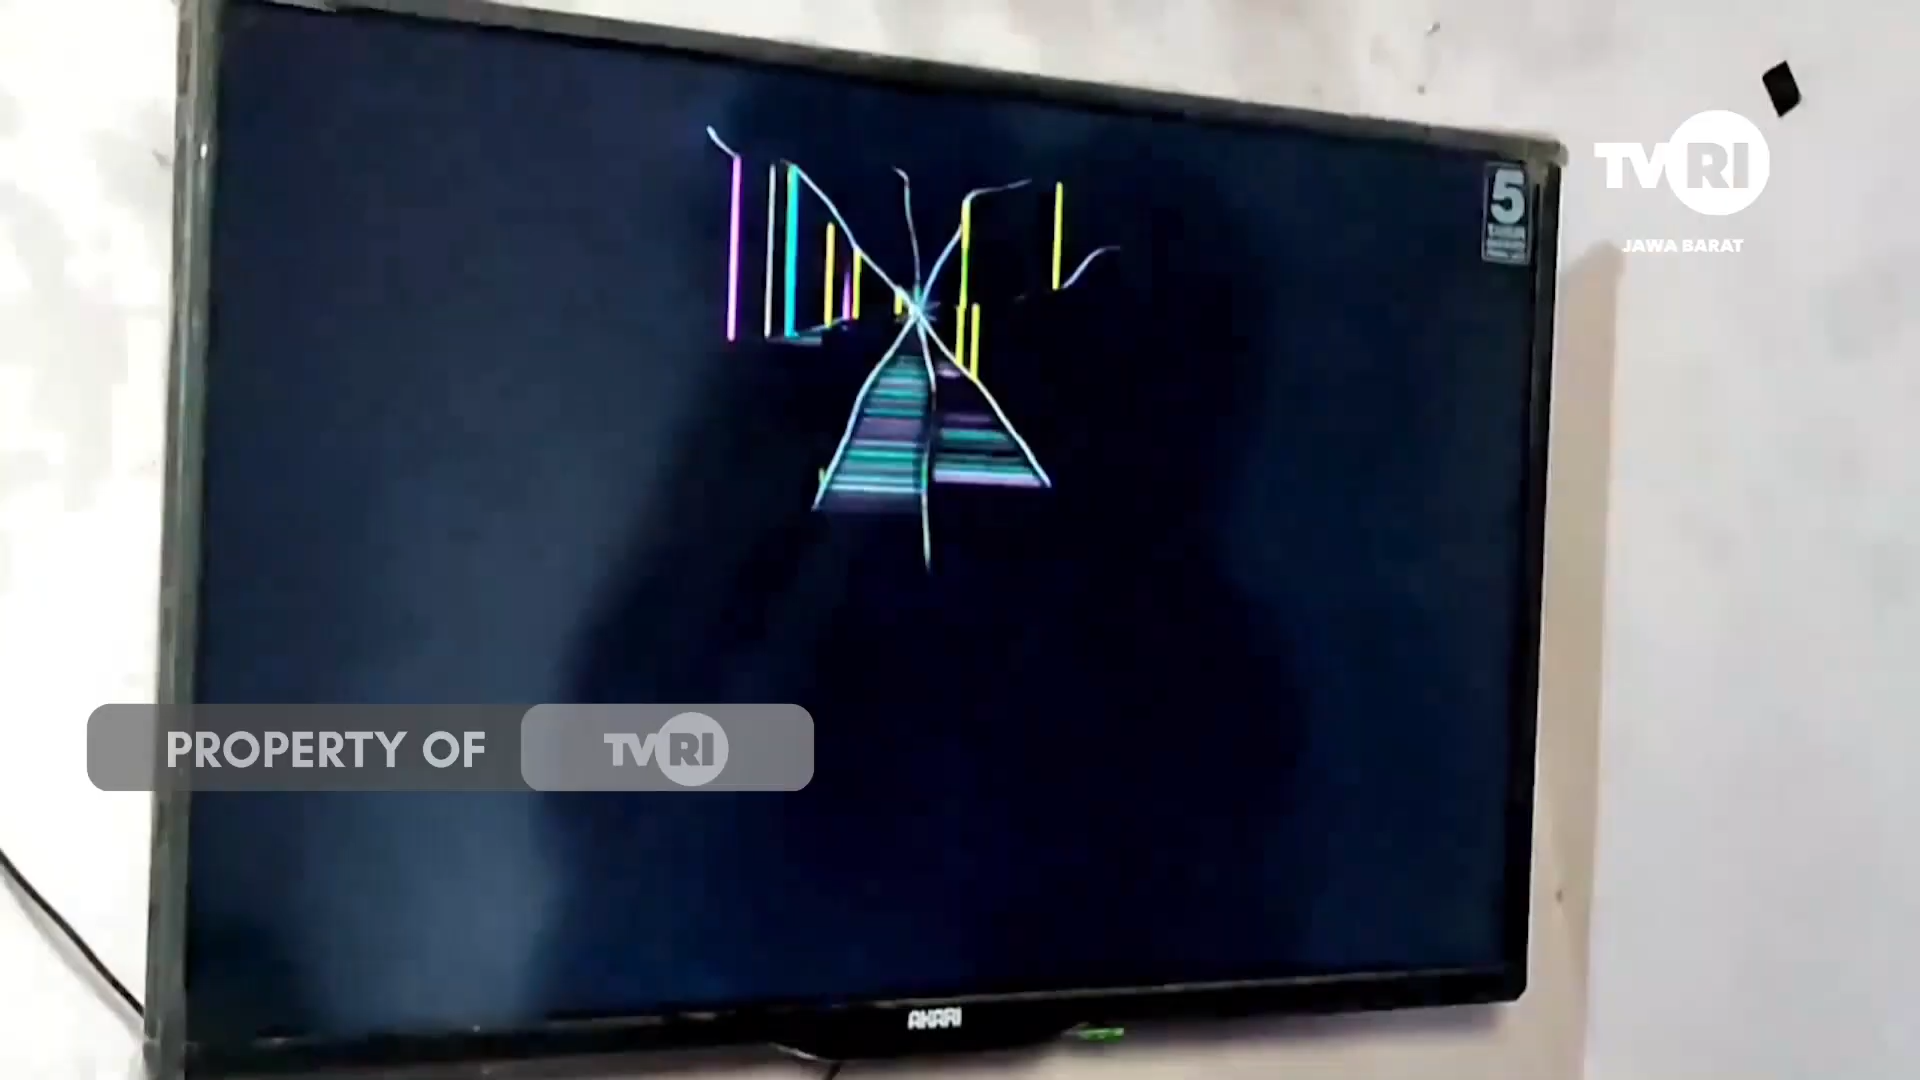 TVRI
JAWA BARAT
5
PROPERTY OF TVRI
AKARI